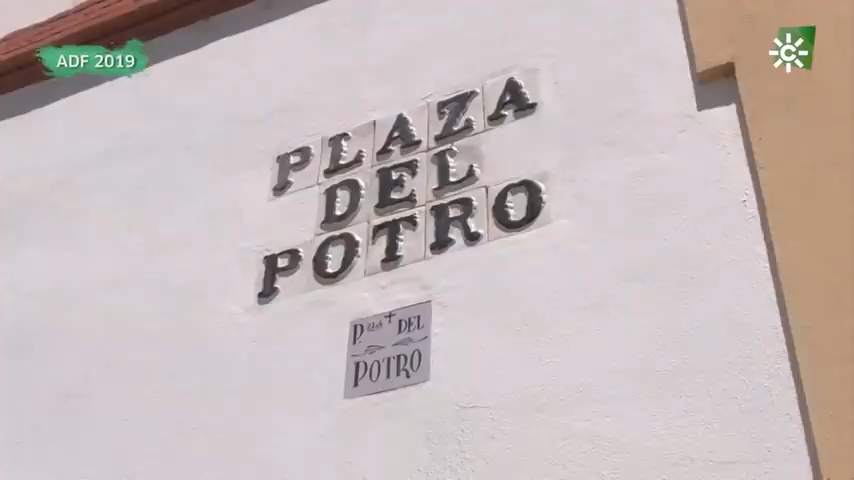 ADF 2019
C
PLAZA
DEL
POTRO
DEL
POTRO